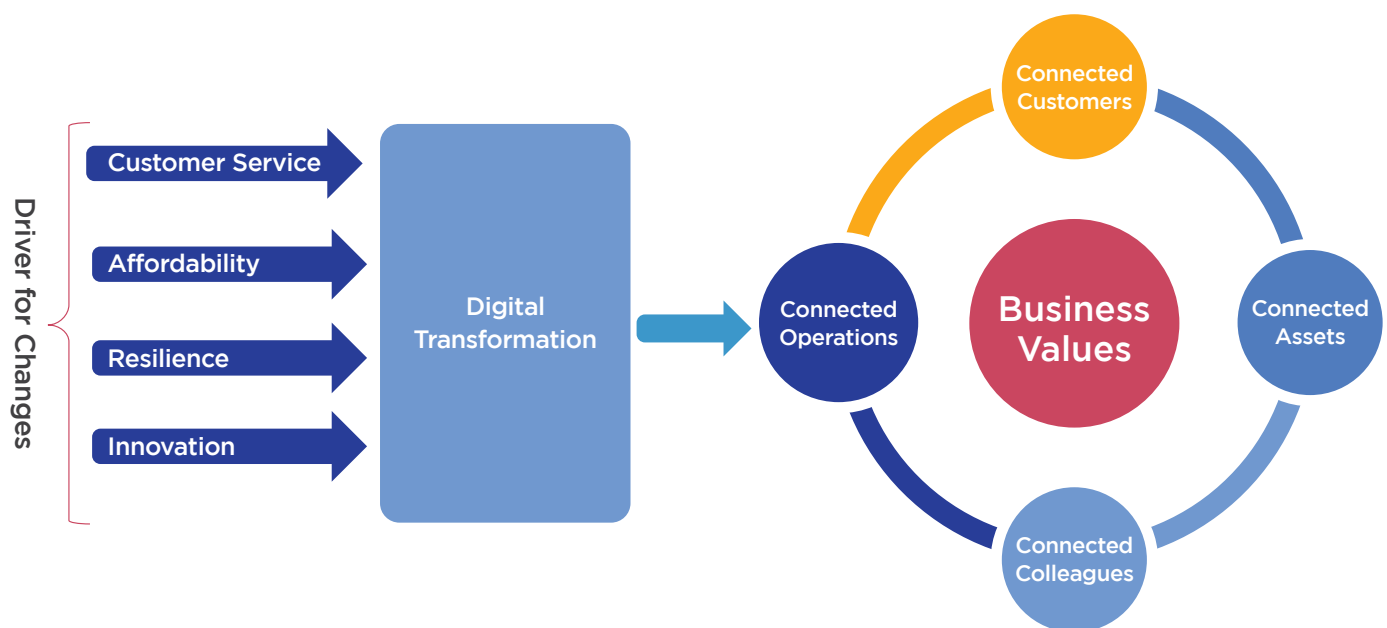 Driver for Changes
Customer Service
Affordability
Resilience
Innovation
Digital
Transformation
Connected
Customers
Connected
Operations
Business
Values
Connected
Assets
Connected
Colleagues